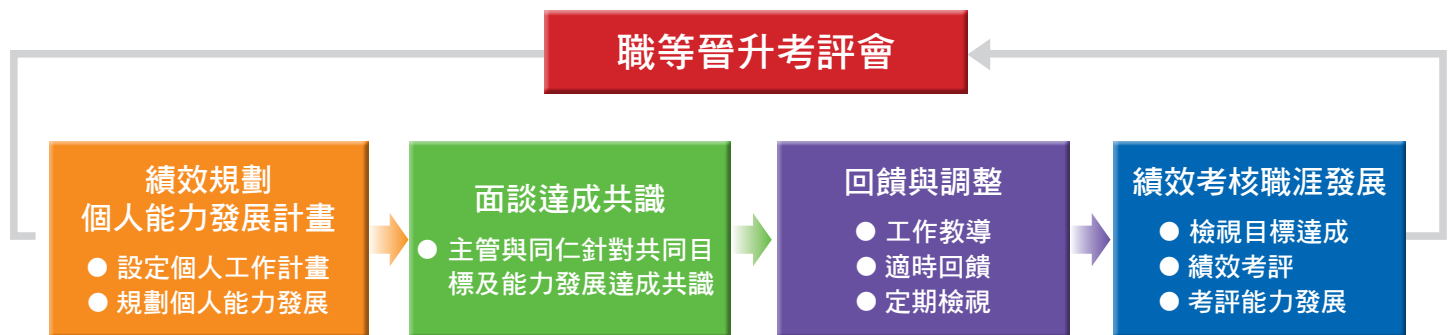 職等晉升考評會
績效規劃
個人能力發展計畫
● 設定個人工作計畫
● 規劃個人能力發展
面談達成共識
● 主管與同仁針對共同目
標及能力發展達成共識
回饋與調整
● 工作教導
● 適時回饋
● 定期檢視
績效考核職涯發展
● 檢視目標達成
● 績效考評
● 考評能力發展